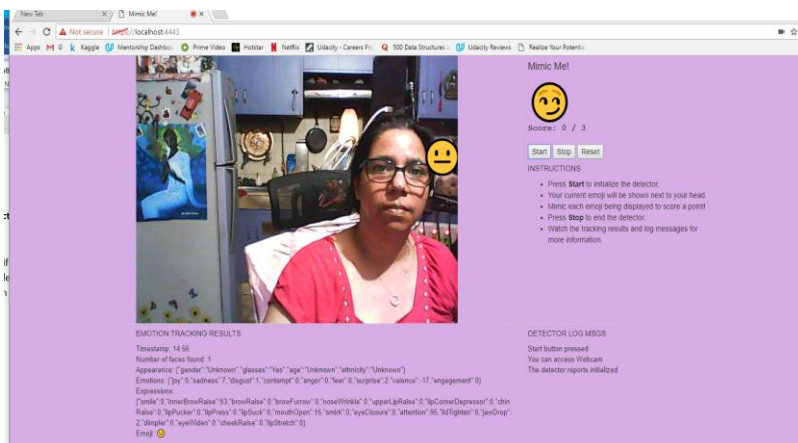 New Tab
Mimic Me!
Not secure | https://localhost:4443
Apps
G
Kaggle
Mentorship Dashboa
Prime Video
Hotstar
Netflix
Udacity - Careers Pro
500 Data Structures
Udacity Reviews
Realize Your Potenti
Mimic Me!
Score: 0 / 3
Start Stop Reset
INSTRUCTIONS
Press Start to initialize the detector.
Your current emoji will be shown next to your head.
Mimic each emoji being displayed to score a point!
Press Stop to end the detector.
Watch the tracking results and log messages for
more information.
EMOTION TRACKING RESULTS
Timestamp: 14.56
Number of faces found: 1
Appearance: {"gender":"Unknown","glasses":"Yes","age":"Unknown","ethnicity":"Unknown"}
Emotions: {"joy":0,"sadness":7,"disgust":1,"contempt":0,"anger":0,"fear":0,"surprise":2,"valence":-17,"engagement":0}
Expressions:
{"smile":0,"innerBrowRaise":93,"browRaise":0,"browFurrow":0,"noseWrinkle":0,"upperLipRaise":0,"lipCornerDepressor":0,"chin
Raise":0,"lipPucker":0,"lipPress":0,"lipSuck":0,"mouthOpen":15,"smirk":0,"eyeClosure":0,"attention":95,"lidTighten":0,"jawDrop":
2,"dimpler":0,"eyeWiden":0,"cheekRaise":0,"lipStretch":0}
Emoji: 😐
DETECTOR LOG MSGS
Start button pressed
You can access Webcam
The detector reports initialized